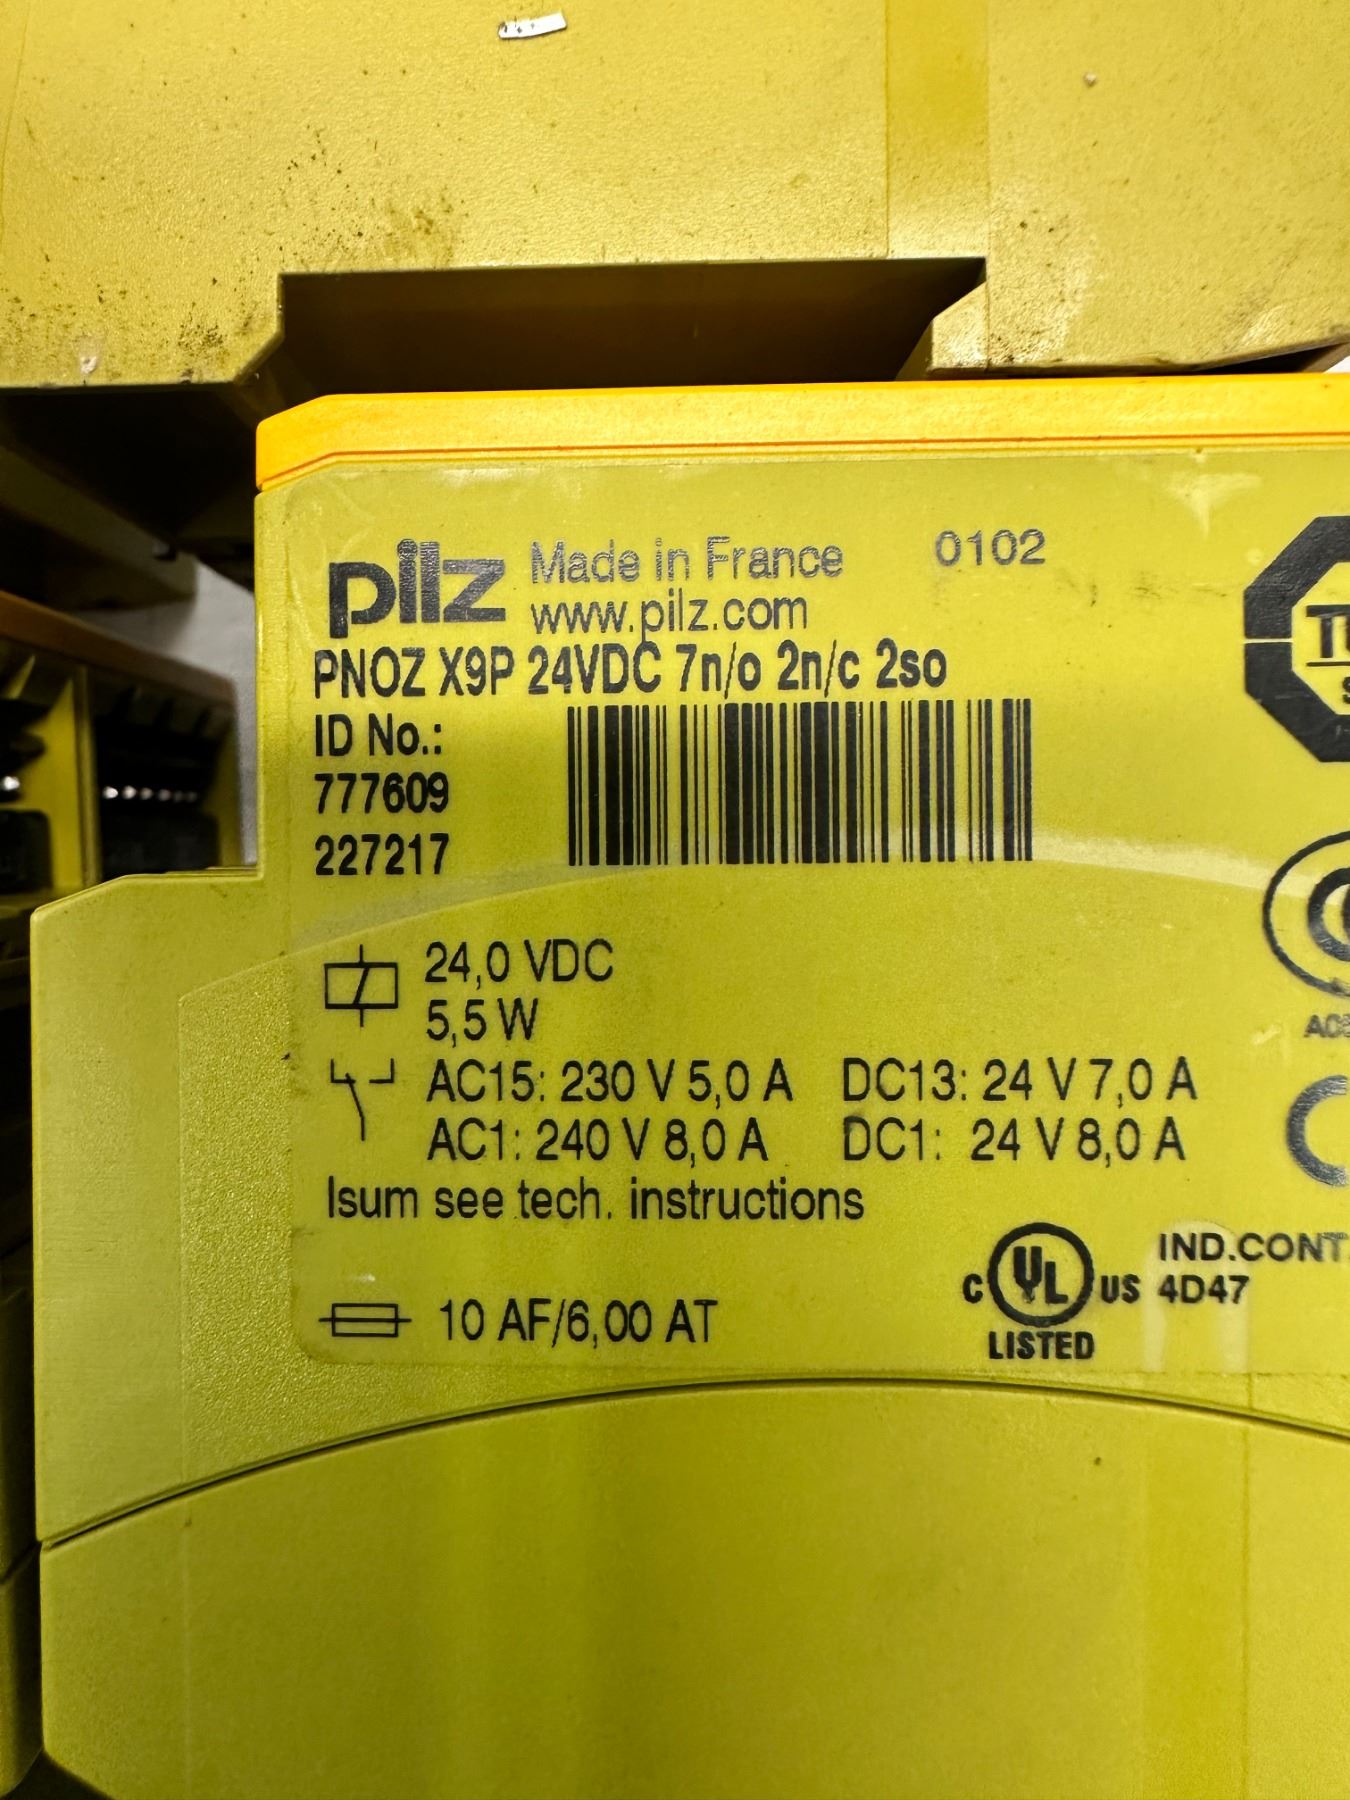 pilz Made in France 0102
www.pilz.com
PNOZ X9P 24VDC 7n/o 2n/c 2so
ID No.:
777609
227217
24,0 VDC
5,5 W
AC15: 230 V 5,0 A DC13: 24 V 7,0 A
AC1: 240 V 8,0 A DC1: 24 V 8,0 A
Isum see tech. instructions
IND.CONT.
C UL US 4D47
LISTED
10 AF/6,00 AT